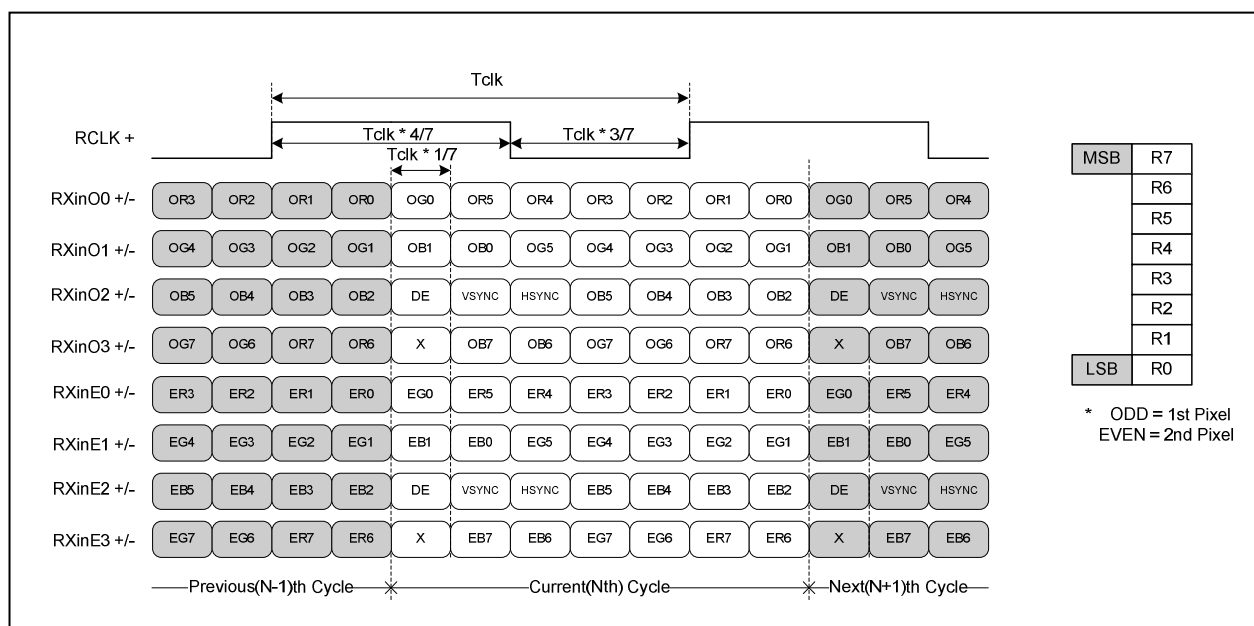 Tclk
RCLK +
Tclk * 4/7
Tclk * 3/7
Tclk * 1/7
RXinO0 +/- OR3 OR2 OR1 OR0 OG0 OR5 OR4 OR3 OR2 OR1 OR0 OG0 OR5 OR4
RXinO1 +/- OG4 OG3 OG2 OG1 OB1 OB0 OG5 OG4 OG3 OG2 OG1 OB1 OB0 OG5
RXinO2 +/- OB5 OB4 OB3 OB2 DE VSYNC HSYNC OB5 OB4 OB3 OB2 DE VSYNC HSYNC
RXinO3 +/- OG7 OG6 OR7 OR6 X OB7 OB6 OG7 OG6 OR7 OR6 X OB7 OB6
RXinE0 +/- ER3 ER2 ER1 ER0 EG0 ER5 ER4 ER3 ER2 ER1 ER0 EG0 ER5 ER4
RXinE1 +/- EG4 EG3 EG2 EG1 EB1 EB0 EG5 EG4 EG3 EG2 EG1 EB1 EB0 EG5
RXinE2 +/- EB5 EB4 EB3 EB2 DE VSYNC HSYNC EB5 EB4 EB3 EB2 DE VSYNC HSYNC
RXinE3 +/- EG7 EG6 ER7 ER6 X EB7 EB6 EG7 EG6 ER7 ER6 X EB7 EB6
Previous(N-1)th Cycle Current(Nth) Cycle Next(N+1)th Cycle
MSB R7
R6
R5
R4
R3
R2
R1
LSB R0
* ODD = 1st Pixel
EVEN = 2nd Pixel